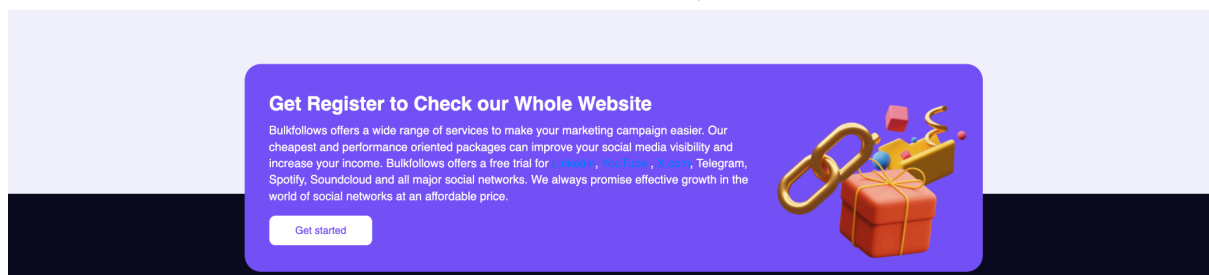 Get Register to Check our Whole Website
Bulkfollows offers a wide range of services to make your marketing campaign easier. Our
cheapest and performance oriented packages can improve your social media visibility and
increase your income. Bulkfollows offers a free trial for Linkedin, YouTube , X.com, Telegram,
Spotify, Soundcloud and all major social networks. We always promise effective growth in the
world of social networks at an affordable price.
Get started